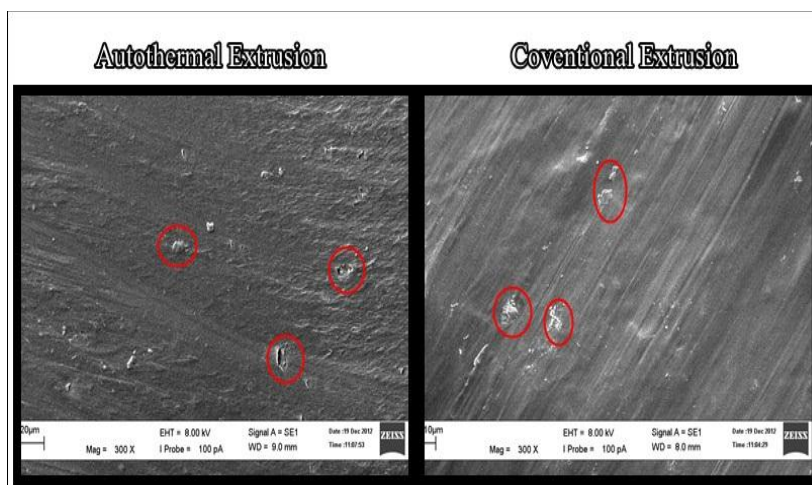 Autothermal Extrusion
Coventional Extrusion
20µm
EHT = 8.00 kV
Signal A = SE1
Date :19 Dec 2012
Mag = 300 X
I Probe = 100 pA
WD = 9.0 mm
Time :11:07:53
ZEISS
10µm
EHT = 8.00 kV
Signal A = SE1
Date :19 Dec 2012
Mag = 300 X
I Probe = 100 pA
WD = 8.0 mm
Time :11:04:29
ZEISS